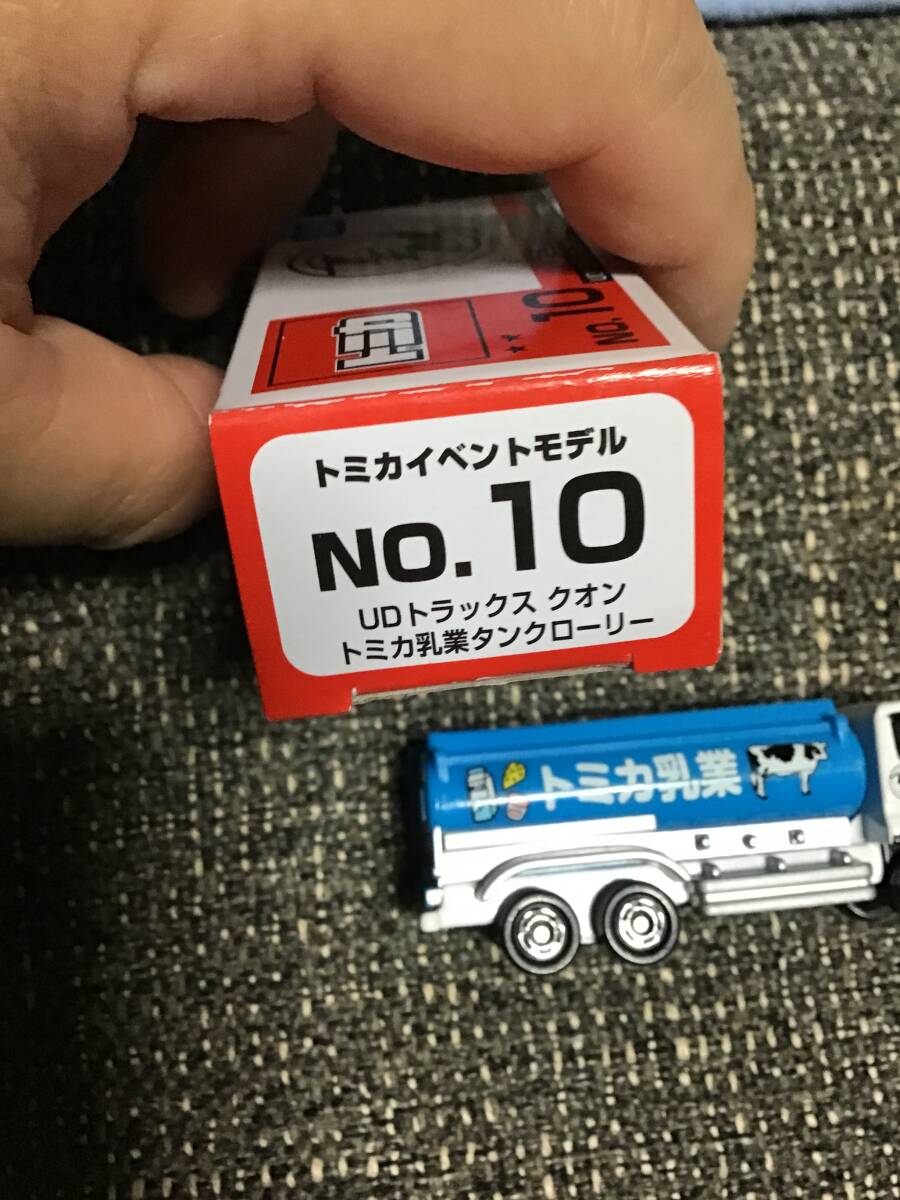 NO. 10
トミカイベントモデル
NO.10
UDトラックス クオン
トミカ乳業タンクローリー
トミカ乳業